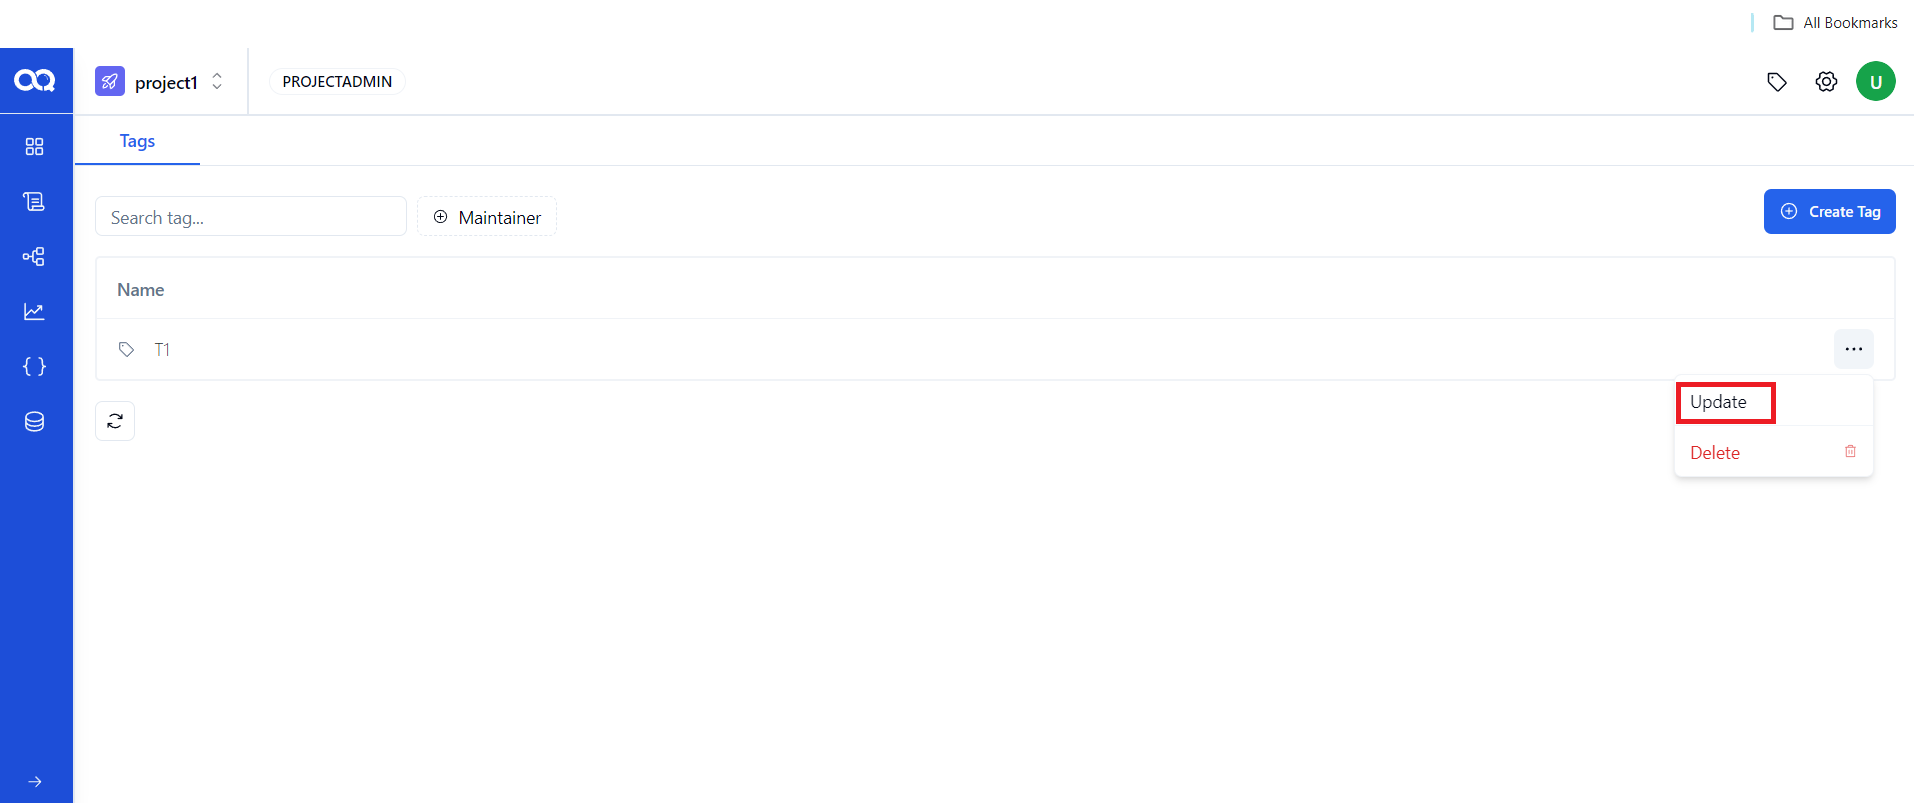 All Bookmarks
project1
PROJECTADMIN
U
Tags
Search tag...
Maintainer
Create Tag
Name
T1
Update
Delete